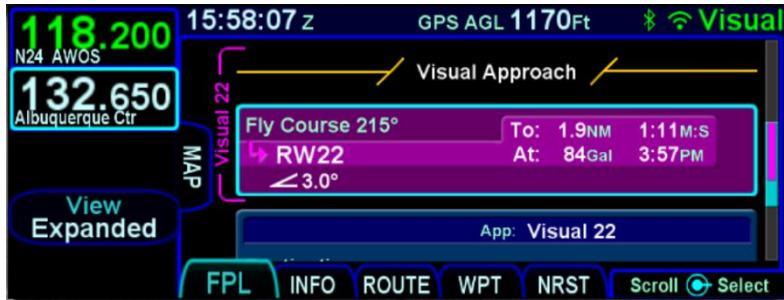 118.200
N24 AWOS
132.650
Albuquerque Ctr
15:58:07 Z
GPS AGL 1170Ft
Visual
MAP
View
Expanded
Visual 22
Visual Approach
Fly Course 215°
RW22
3.0°
To: 1.9NM 1:11M:S
At: 84Gal 3:57PM
App: Visual 22
FPL
INFO
ROUTE
WPT
NRST
Scroll Select